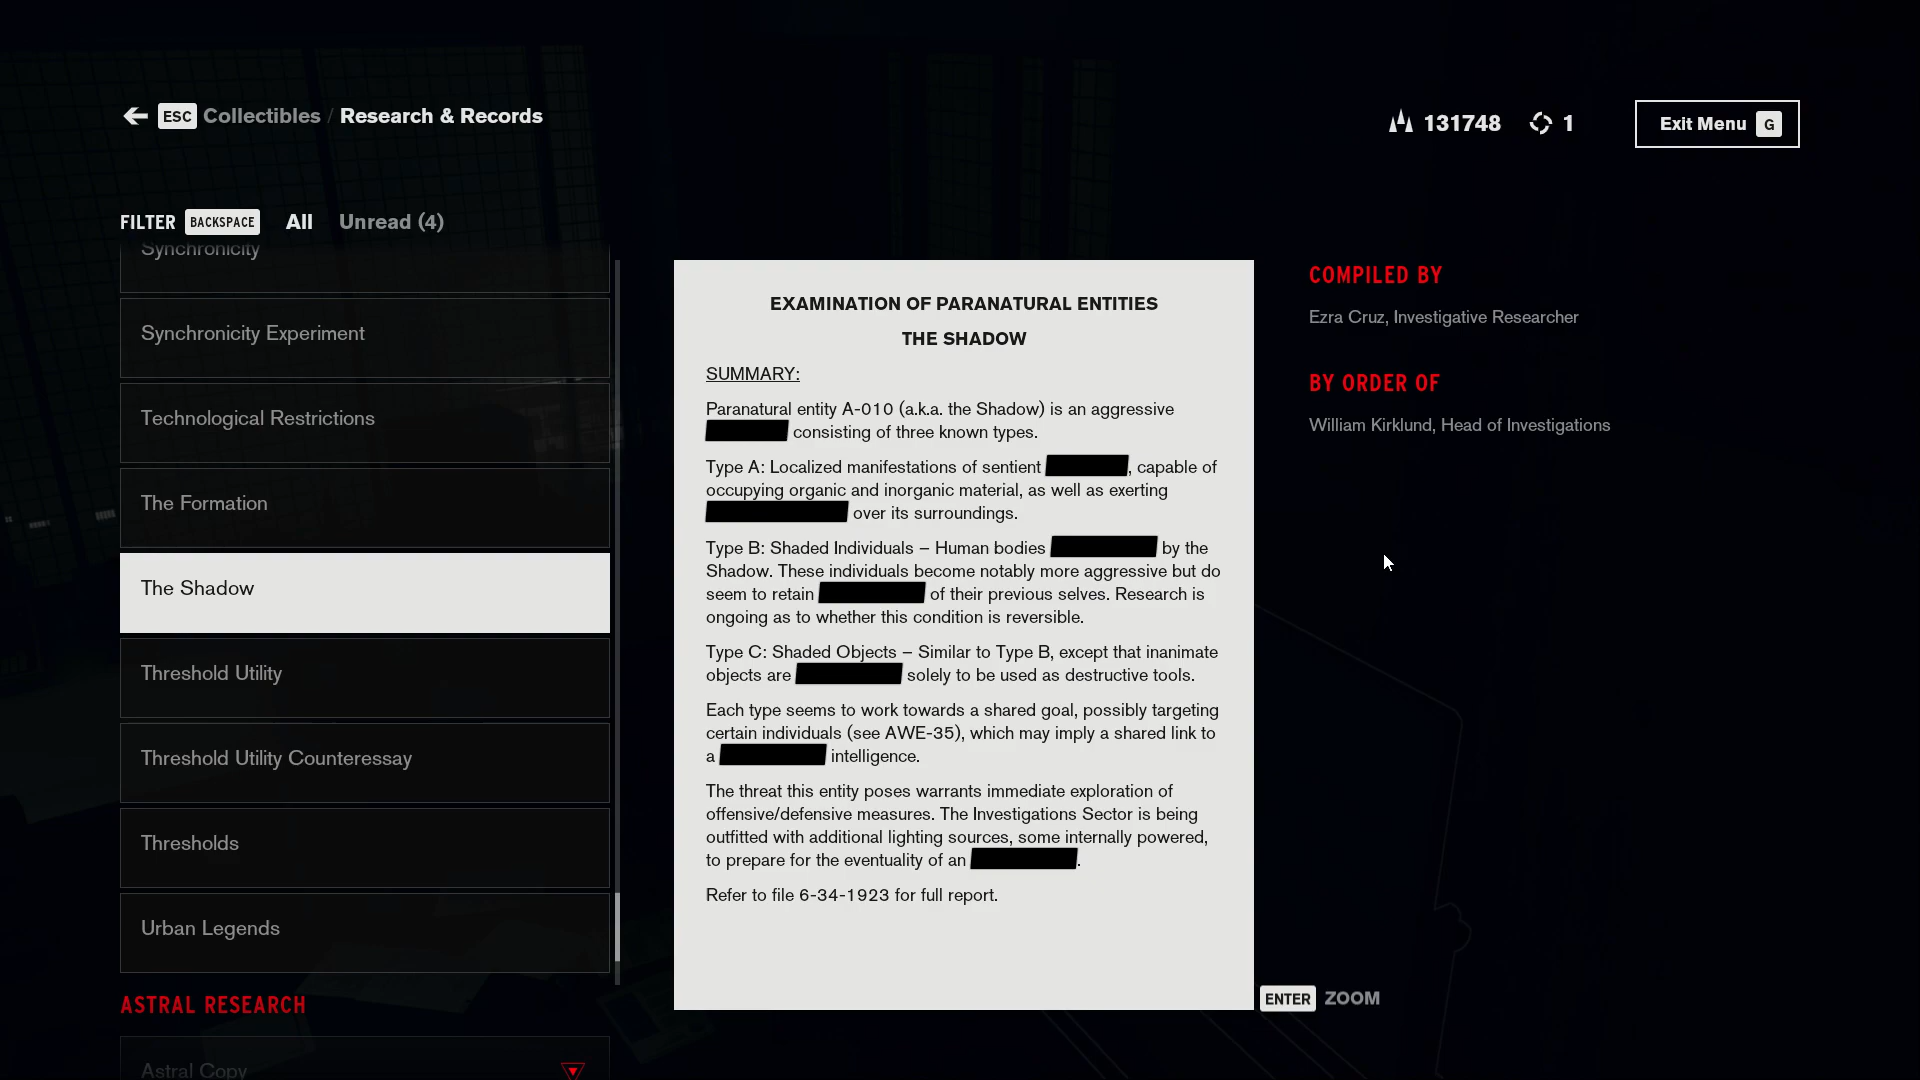 ESC Collectibles / Research & Records
131748 1
Exit Menu G
FILTER BACKSPACE All Unread (4)
Synchronicity
Synchronicity Experiment
Technological Restrictions
The Formation
The Shadow
Threshold Utility
Threshold Utility Counteressay
Thresholds
Urban Legends
ASTRAL RESEARCH
Astral Copy
EXAMINATION OF PARANATURAL ENTITIES
THE SHADOW
SUMMARY:
Paranatural entity A-010 (a.k.a. the Shadow) is an aggressive
consisting of three known types.
Type A: Localized manifestations of sentient , capable of
occupying organic and inorganic material, as well as exerting
over its surroundings.
Type B: Shaded Individuals – Human bodies by the
Shadow. These individuals become notably more aggressive but do
seem to retain of their previous selves. Research is
ongoing as to whether this condition is reversible.
Type C: Shaded Objects – Similar to Type B, except that inanimate
objects are solely to be used as destructive tools.
Each type seems to work towards a shared goal, possibly targeting
certain individuals (see AWE-35), which may imply a shared link to
a intelligence.
The threat this entity poses warrants immediate exploration of
offensive/defensive measures. The Investigations Sector is being
outfitted with additional lighting sources, some internally powered,
to prepare for the eventuality of an .
Refer to file 6-34-1923 for full report.
ENTER ZOOM
COMPILED BY
Ezra Cruz, Investigative Researcher
BY ORDER OF
William Kirklund, Head of Investigations